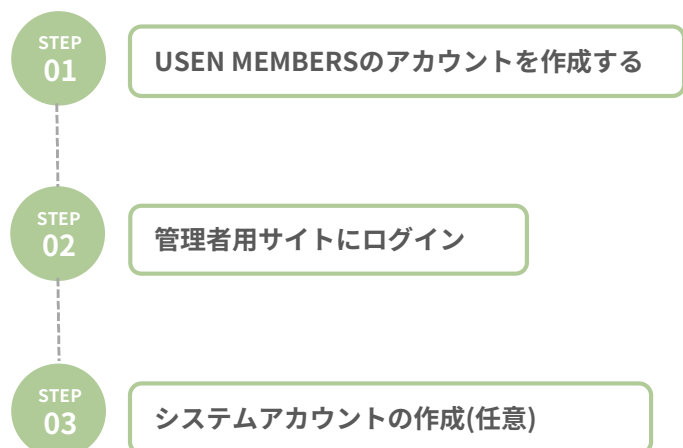 STEP
01
USEN MEMBERSのアカウントを作成する
STEP
02
管理者用サイトにログイン
STEP
03
システムアカウントの作成(任意)